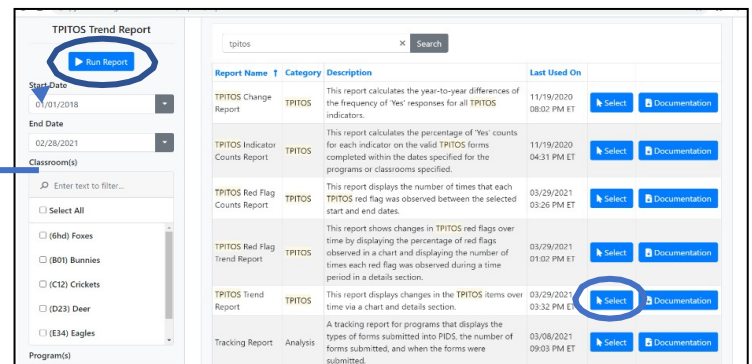 TPITOS Trend Report
Run Report
Start Date
01/01/2018
End Date
02/28/2021
Classroom(s)
Enter text to filter...
Select All
(6hd) Foxes
(B01) Bunnies
(C12) Crickets
(D23) Deer
(E34) Eagles
Program(s)
tpitos × Search
Report Name ↑ Category Description Last Used On
TPITOS Change Report
TPITOS
This report calculates the year-to-year differences of
the frequency of 'Yes' responses for all TPITOS
indicators.
11/19/2020
08:02 PM ET
Select
Documentation
TPITOS Indicator
Counts Report
TPITOS
This report calculates the percentage of 'Yes' counts
for each indicator on the valid TPITOS forms
completed within the dates specified for the
programs or classrooms specified.
11/19/2020
04:31 PM ET
Select
Documentation
TPITOS Red Flag
Counts Report
TPITOS
This report displays the number of times that each
TPITOS red flag was observed between the selected
start and end dates.
03/29/2021
03:26 PM ET
Select
Documentation
TPITOS Red Flag
Trend Report
TPITOS
This report shows changes in TPITOS red flags over
time by displaying the percentage of red flags
observed in a chart and displaying the number of
times each red flag was observed during a time
period in a details section.
03/29/2021
01:02 PM ET
Select
Documentation
TPITOS Trend
Report
TPITOS
This report displays changes in the TPITOS items over
time via a chart and details section.
03/29/2021
03:32 PM ET
Select
Documentation
Tracking Report
Analysis
A tracking report for programs that displays the
types of forms submitted into PIDS, the number of
forms submitted, and when the forms were
submitted.
03/08/2021
09:03 PM ET
Select
Documentation